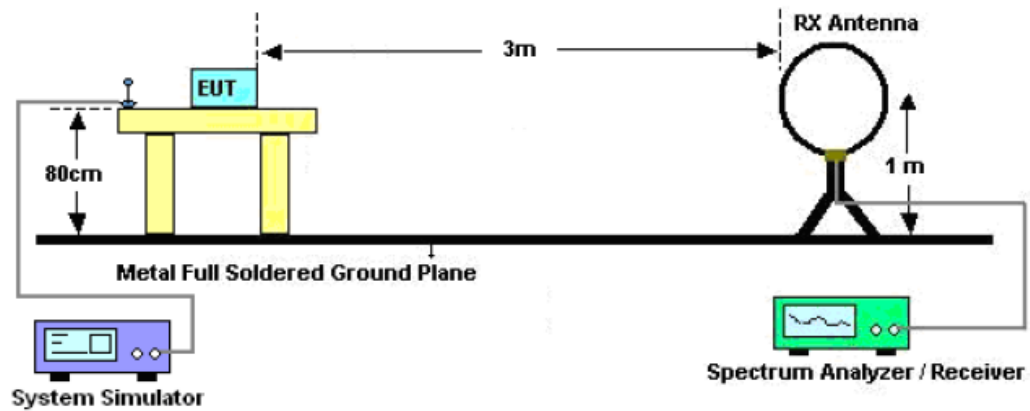 RX Antenna
3m
EUT
80cm
1 m
Metal Full Soldered Ground Plane
System Simulator
Spectrum Analyzer / Receiver